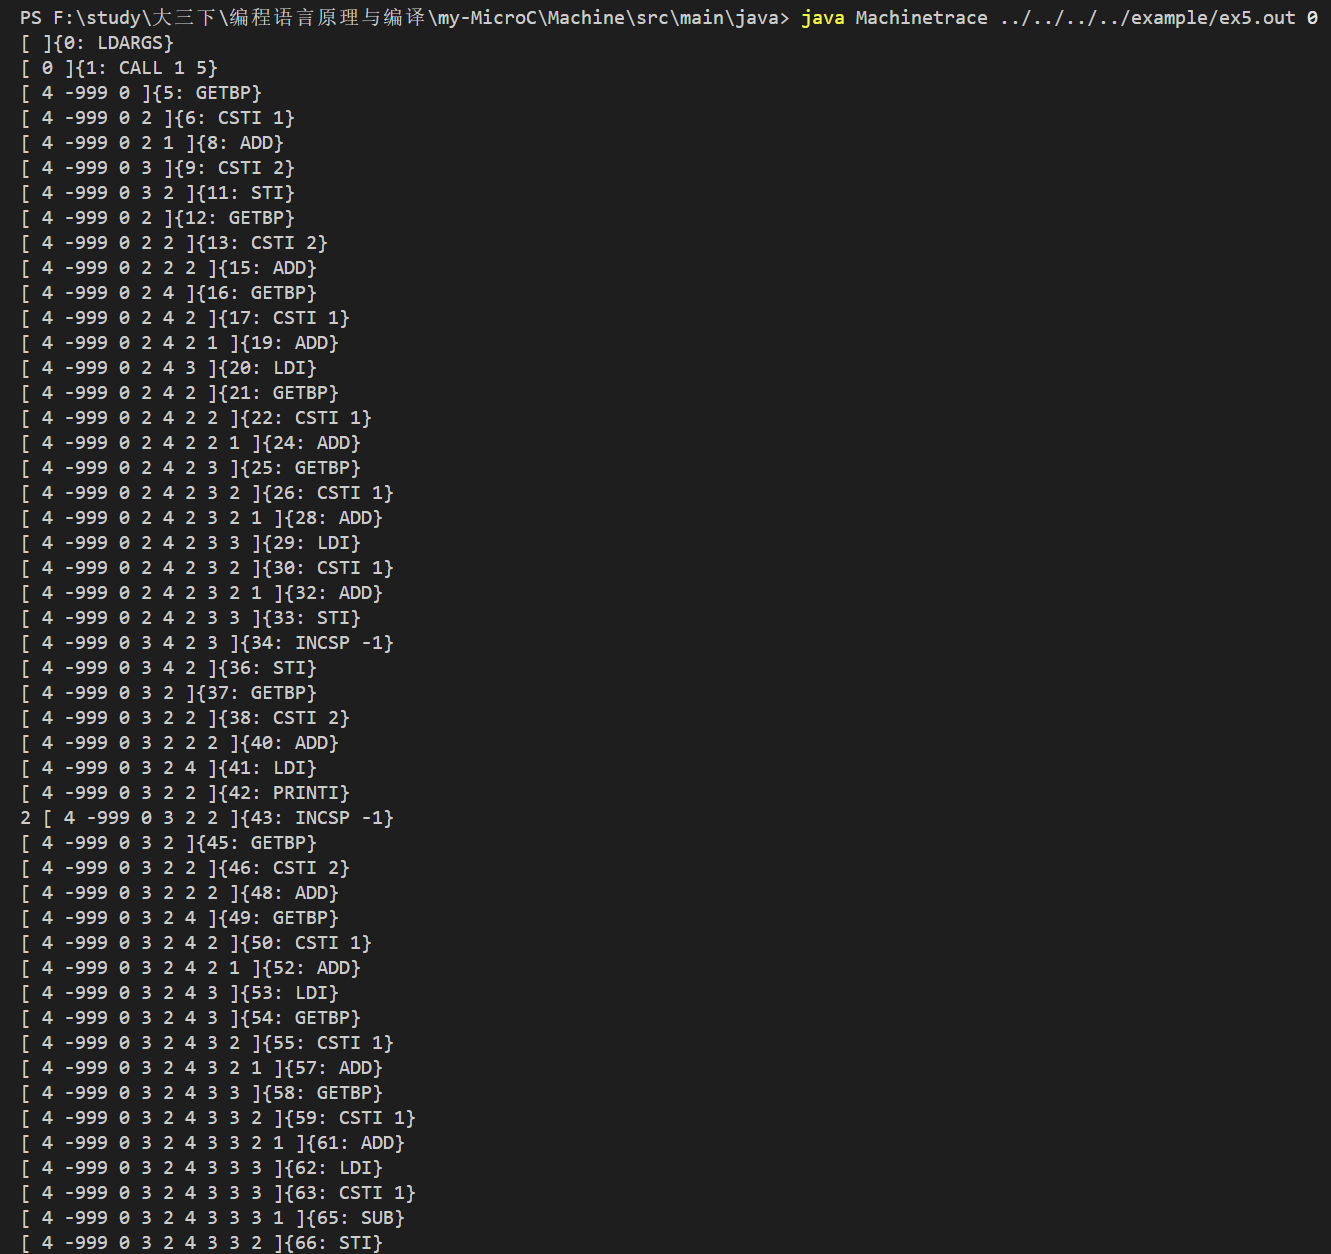 PS F:\study\大三下\编程语言原理与编译\my-MicroC\Machine\src\main\java> java Machinetrace ../../../../example/ex5.out 0
[ ]{0: LDARGS}
[ 0 ]{1: CALL 1 5}
[ 4 -999 0 ]{5: GETBP}
[ 4 -999 0 2 ]{6: CSTI 1}
[ 4 -999 0 2 1 ]{8: ADD}
[ 4 -999 0 3 ]{9: CSTI 2}
[ 4 -999 0 3 2 ]{11: STI}
[ 4 -999 0 2 ]{12: GETBP}
[ 4 -999 0 2 2 ]{13: CSTI 2}
[ 4 -999 0 2 2 2 ]{15: ADD}
[ 4 -999 0 2 4 ]{16: GETBP}
[ 4 -999 0 2 4 2 ]{17: CSTI 1}
[ 4 -999 0 2 4 2 1 ]{19: ADD}
[ 4 -999 0 2 4 3 ]{20: LDI}
[ 4 -999 0 2 4 2 ]{21: GETBP}
[ 4 -999 0 2 4 2 2 ]{22: CSTI 1}
[ 4 -999 0 2 4 2 2 1 ]{24: ADD}
[ 4 -999 0 2 4 2 3 ]{25: GETBP}
[ 4 -999 0 2 4 2 3 2 ]{26: CSTI 1}
[ 4 -999 0 2 4 2 3 2 1 ]{28: ADD}
[ 4 -999 0 2 4 2 3 3 ]{29: LDI}
[ 4 -999 0 2 4 2 3 2 ]{30: CSTI 1}
[ 4 -999 0 2 4 2 3 2 1 ]{32: ADD}
[ 4 -999 0 2 4 2 3 3 ]{33: STI}
[ 4 -999 0 3 4 2 3 ]{34: INCSP -1}
[ 4 -999 0 3 4 2 ]{36: STI}
[ 4 -999 0 3 2 ]{37: GETBP}
[ 4 -999 0 3 2 2 ]{38: CSTI 2}
[ 4 -999 0 3 2 2 2 ]{40: ADD}
[ 4 -999 0 3 2 4 ]{41: LDI}
[ 4 -999 0 3 2 2 ]{42: PRINTI}
2 [ 4 -999 0 3 2 2 ]{43: INCSP -1}
[ 4 -999 0 3 2 ]{45: GETBP}
[ 4 -999 0 3 2 2 ]{46: CSTI 2}
[ 4 -999 0 3 2 2 2 ]{48: ADD}
[ 4 -999 0 3 2 4 ]{49: GETBP}
[ 4 -999 0 3 2 4 2 ]{50: CSTI 1}
[ 4 -999 0 3 2 4 2 1 ]{52: ADD}
[ 4 -999 0 3 2 4 3 ]{53: LDI}
[ 4 -999 0 3 2 4 3 ]{54: GETBP}
[ 4 -999 0 3 2 4 3 2 ]{55: CSTI 1}
[ 4 -999 0 3 2 4 3 2 1 ]{57: ADD}
[ 4 -999 0 3 2 4 3 3 ]{58: GETBP}
[ 4 -999 0 3 2 4 3 3 2 ]{59: CSTI 1}
[ 4 -999 0 3 2 4 3 3 2 1 ]{61: ADD}
[ 4 -999 0 3 2 4 3 3 3 ]{62: LDI}
[ 4 -999 0 3 2 4 3 3 3 ]{63: CSTI 1}
[ 4 -999 0 3 2 4 3 3 3 1 ]{65: SUB}
[ 4 -999 0 3 2 4 3 3 2 ]{66: STI}